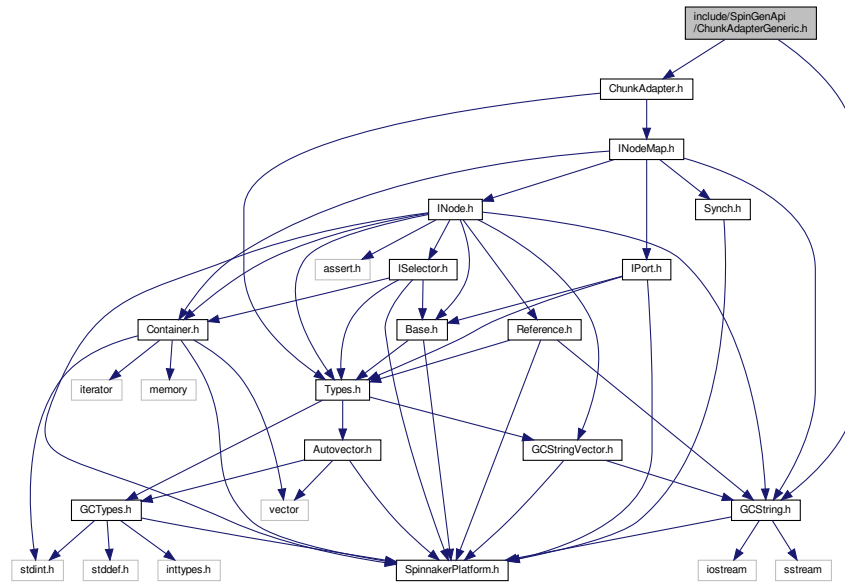 include/SpinGenApi
/ChunkAdapterGeneric.h
ChunkAdapter.h
INodeMap.h
INode.h
Synch.h
assert.h
ISelector.h
IPort.h
Container.h
Base.h
Reference.h
iterator
memory
Types.h
Autovector.h
GCStringVector.h
GCTypes.h
vector
GCString.h
stdint.h
stddef.h
inttypes.h
SpinnakerPlatform.h
iostream
sstream